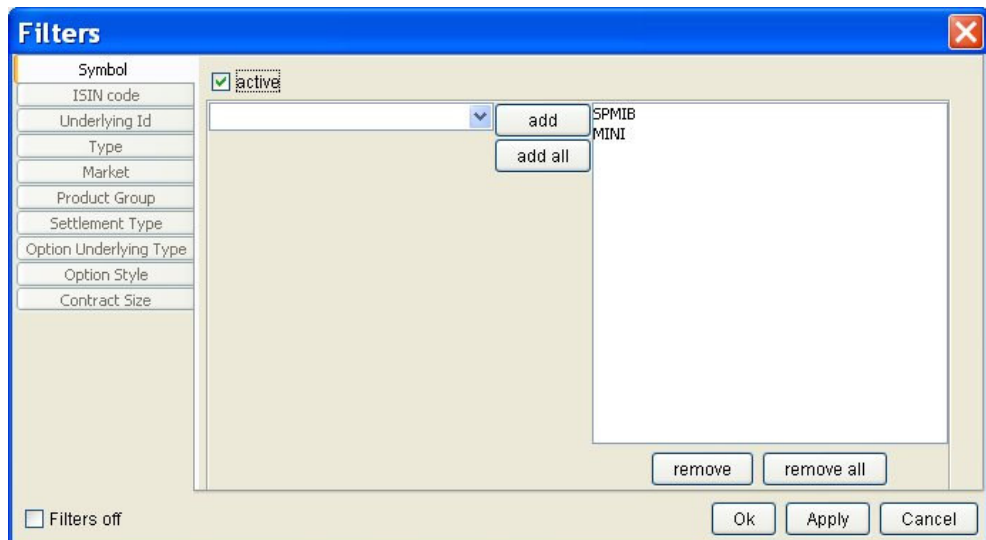 Filters
Symbol
ISIN code
Underlying Id
Type
Market
Product Group
Settlement Type
Option Underlying Type
Option Style
Contract Size
active
add
add all
SPMIB
MINI
remove
remove all
Filters off
Ok
Apply
Cancel